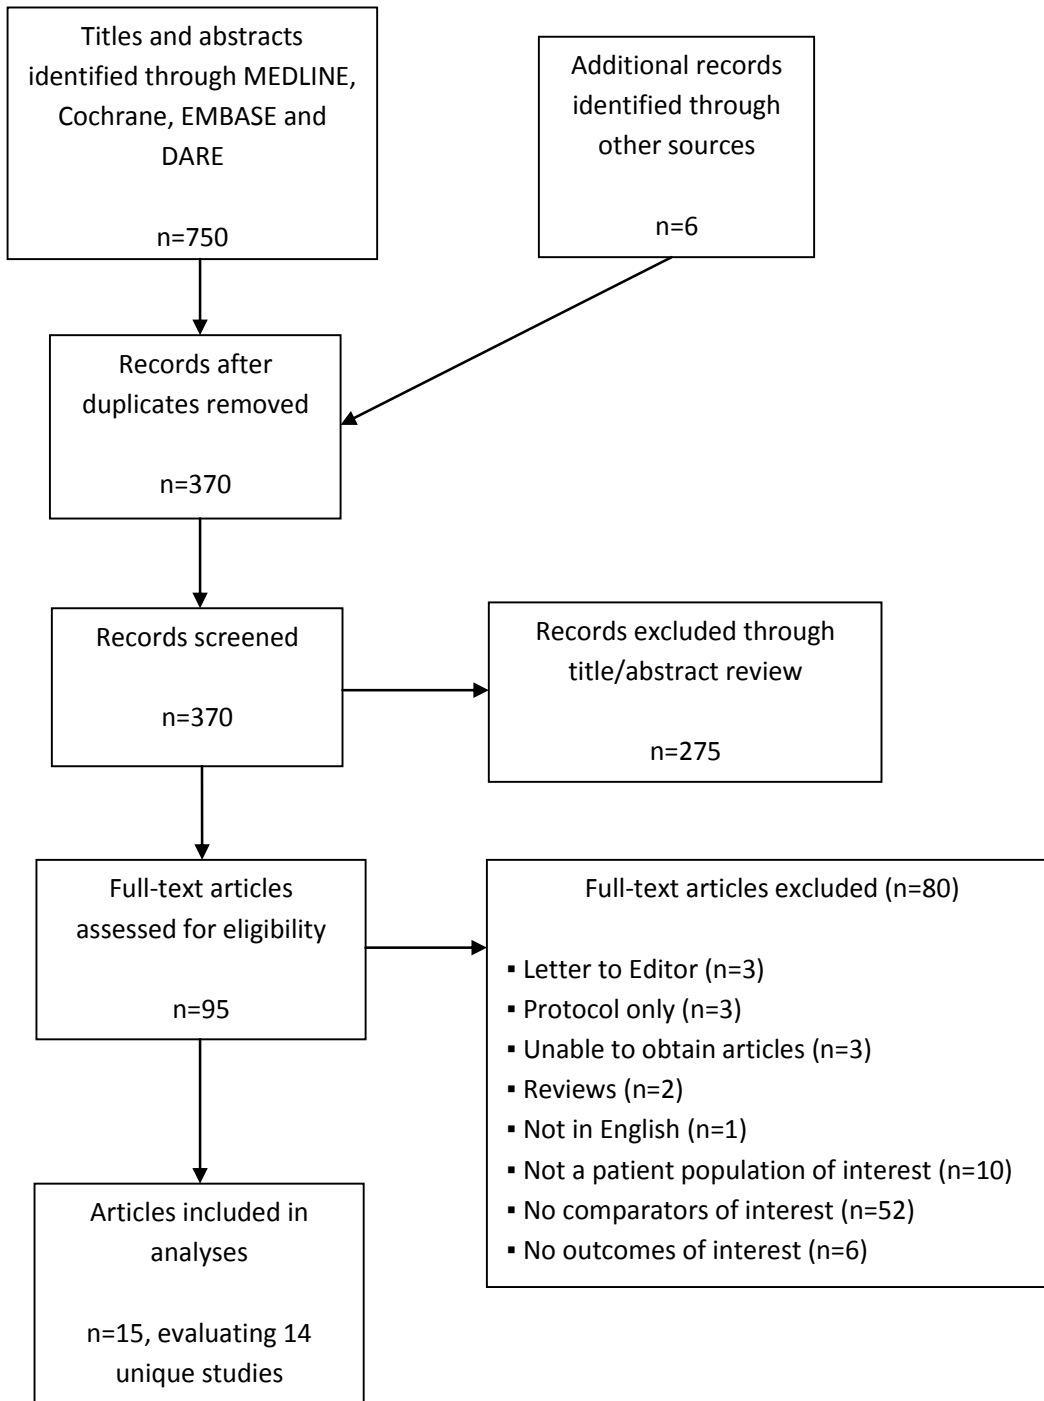 Titles and abstracts
identified through MEDLINE,
Cochrane, EMBASE and
DARE
n=750
Additional records
identified through
other sources
n=6
Records after
duplicates removed
n=370
Records screened
n=370
Records excluded through
title/abstract review
n=275
Full-text articles
assessed for eligibility
n=95
Full-text articles excluded (n=80)
▪ Letter to Editor (n=3)
▪ Protocol only (n=3)
▪ Unable to obtain articles (n=3)
▪ Reviews (n=2)
▪ Not in English (n=1)
▪ Not a patient population of interest (n=10)
▪ No comparators of interest (n=52)
▪ No outcomes of interest (n=6)
Articles included in
analyses
n=15, evaluating 14
unique studies